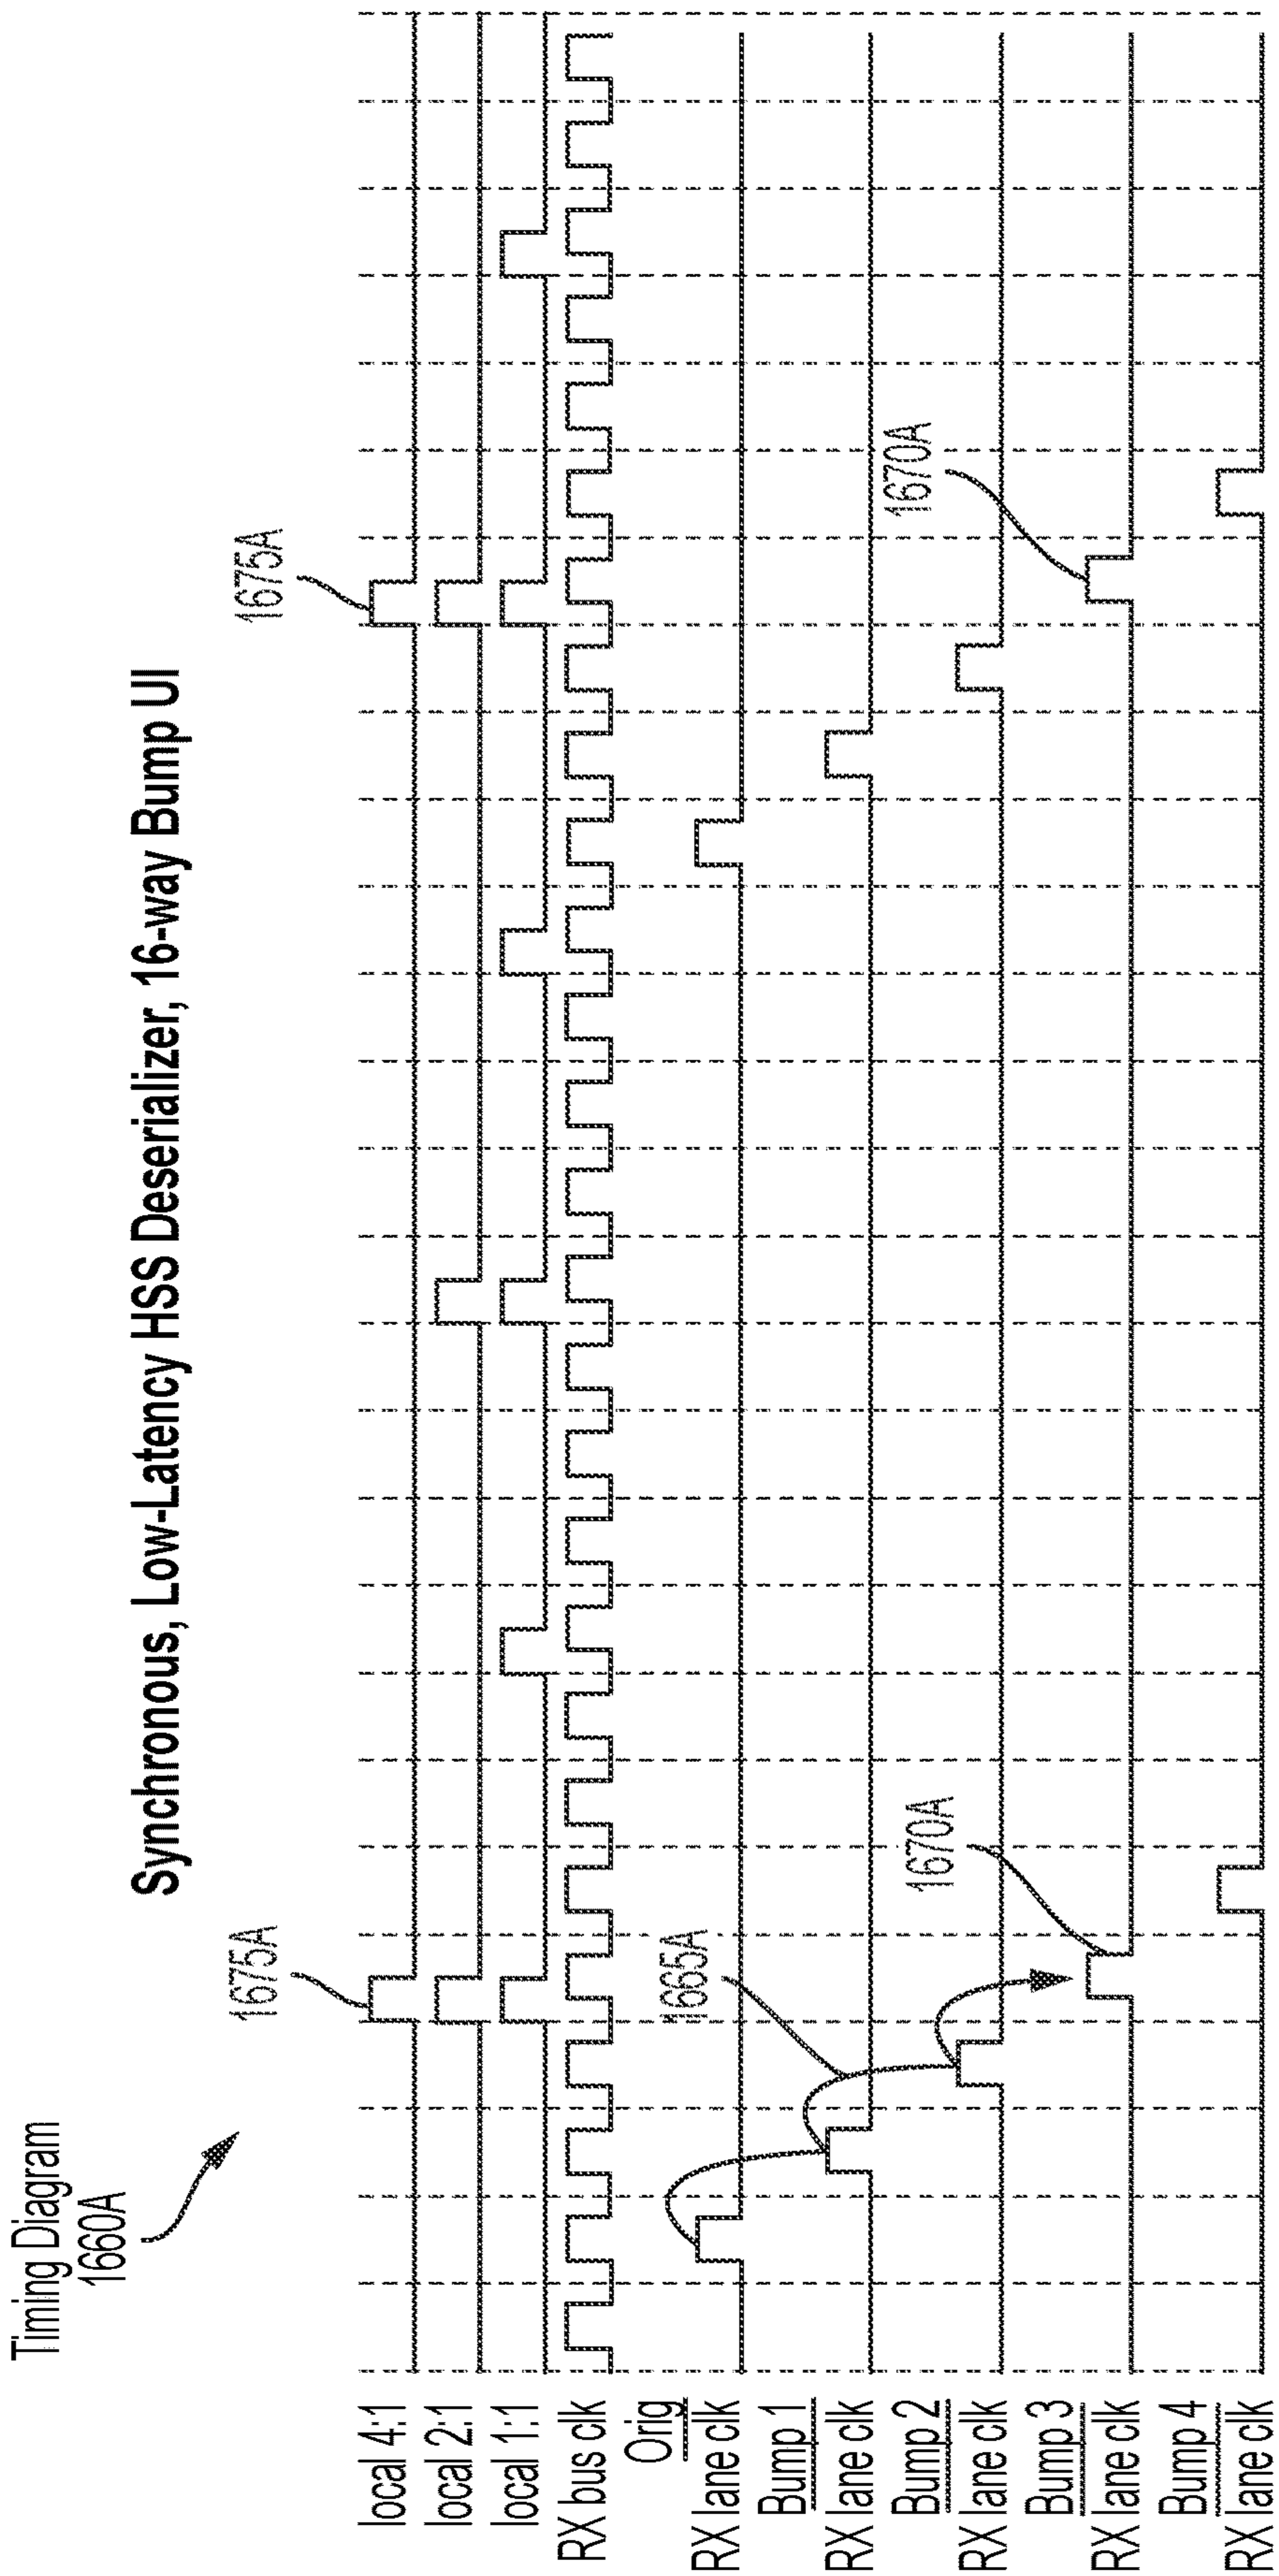 Timing Diagram
1660A
Synchronous, Low-Latency HSS Deserializer, 16-way Bump UI
1675A
1675A
local 4:1
local 2:1
local 1:1
RX bus clk
Orig
RX lane clk
1665A
Bump 1
RX lane clk
Bump 2
RX lane clk
1670A
1670A
Bump 3
RX lane clk
Bump 4
RX lane clk